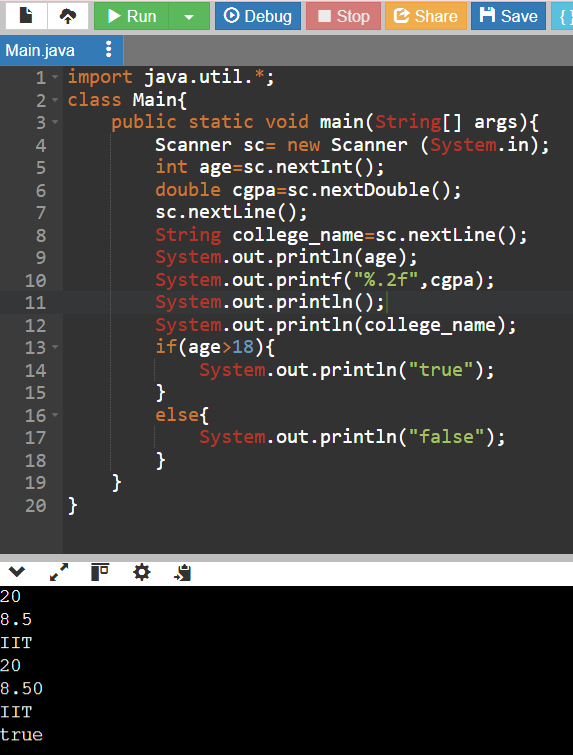 Run Debug Stop Share Save { }
Main.java
1 import java.util.*;
2 class Main{
3     public static void main(String[] args){
4         Scanner sc= new Scanner (System.in);
5         int age=sc.nextInt();
6         double cgpa=sc.nextDouble();
7         sc.nextLine();
8         String college_name=sc.nextLine();
9         System.out.println(age);
10         System.out.printf("%.2f",cgpa);
11         System.out.println();
12         System.out.println(college_name);
13         if(age>18){
14             System.out.println("true");
15         }
16         else{
17             System.out.println("false");
18         }
19     }
20 }
20
8.5
IIT
20
8.50
IIT
true